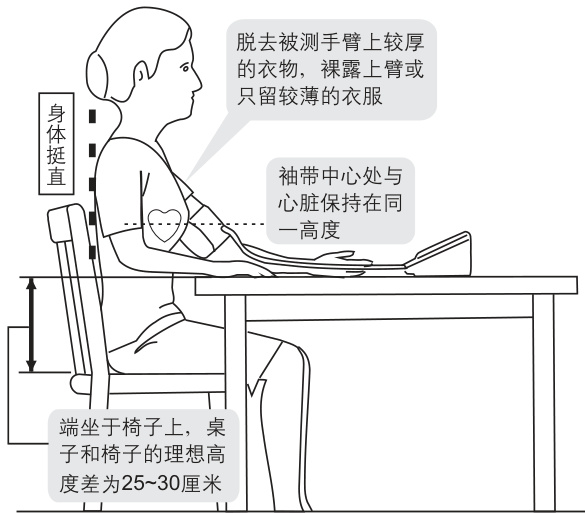 脱去被测手臂上较厚
的衣物，裸露上臂或
只留较薄的衣服
身体挺直
袖带中心处与
心脏保持在同
一高度
端坐于椅子上，桌
子和椅子的理想高
度差为25~30厘米